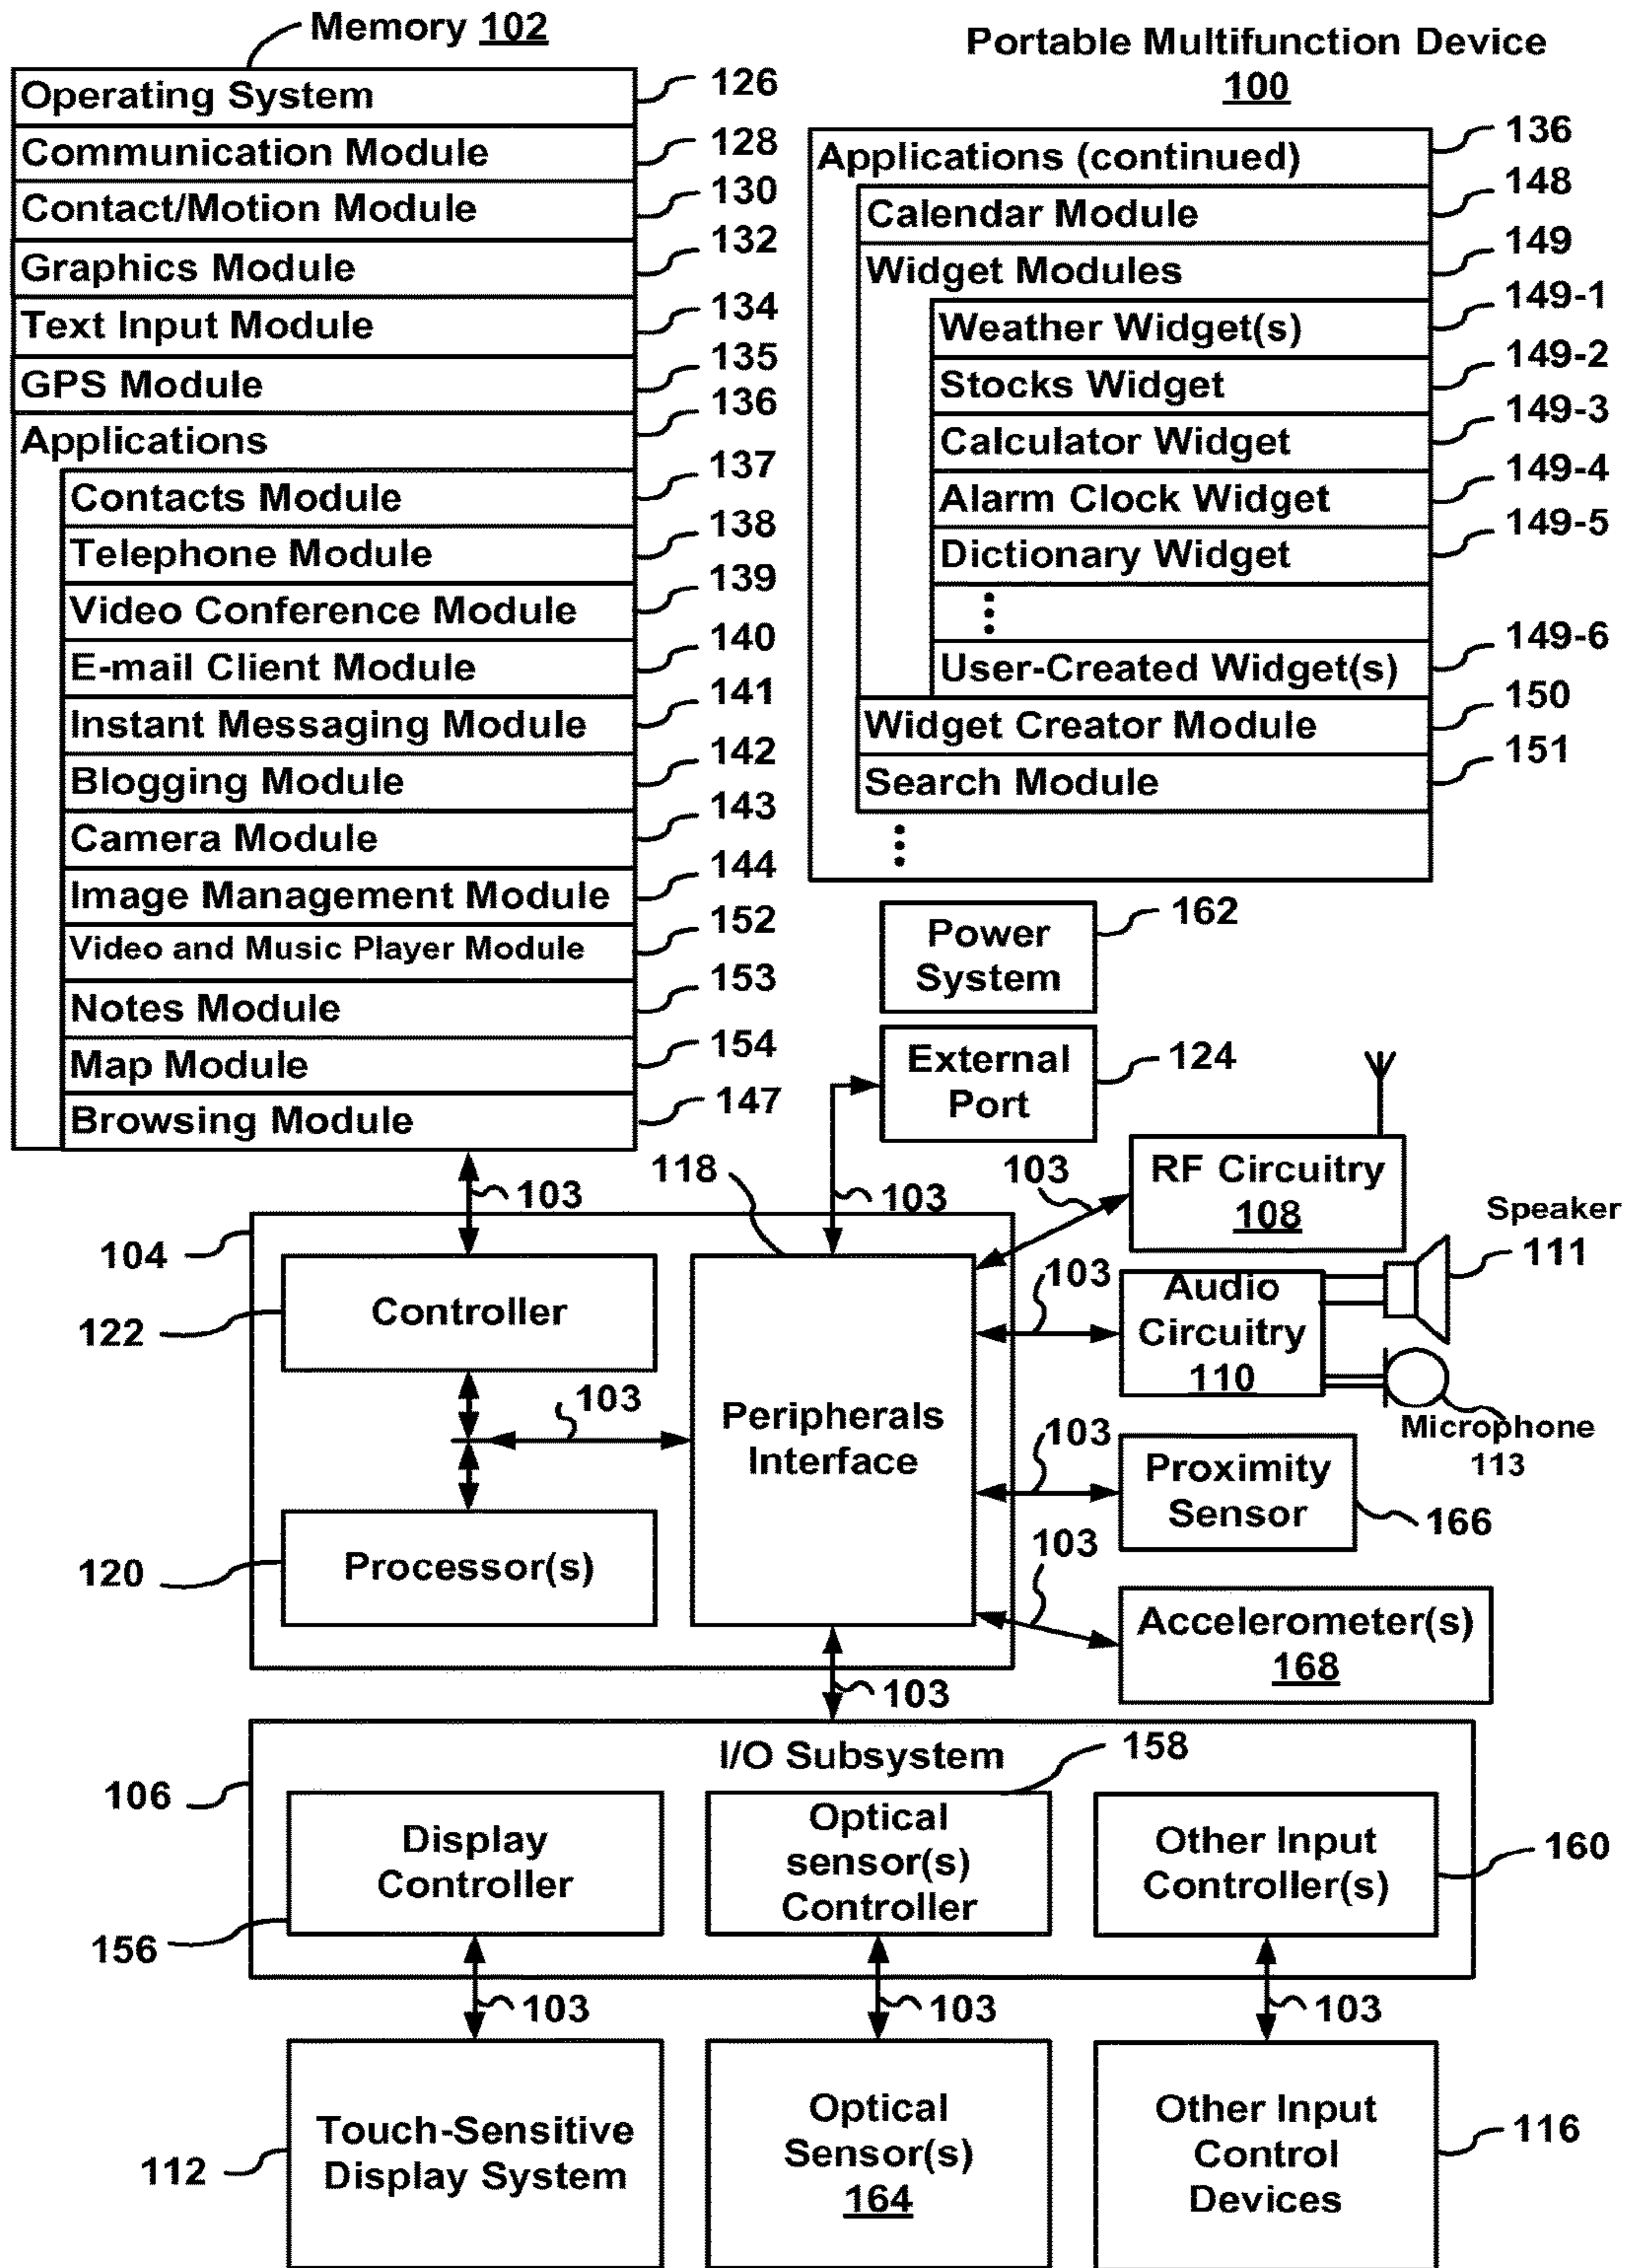 Memory 102
Operating System 126
Communication Module 128
Contact/Motion Module 130
Graphics Module 132
Text Input Module 134
GPS Module 135
Applications 136
Contacts Module 137
Telephone Module 138
Video Conference Module 139
E-mail Client Module 140
Instant Messaging Module 141
Blogging Module 142
Camera Module 143
Image Management Module 144
Video and Music Player Module 152
Notes Module 153
Map Module 154
Browsing Module 147
Portable Multifunction Device
100
Applications (continued) 136
Calendar Module 148
Widget Modules 149
Weather Widget(s) 149-1
Stocks Widget 149-2
Calculator Widget 149-3
Alarm Clock Widget 149-4
Dictionary Widget 149-5
User-Created Widget(s) 149-6
Widget Creator Module 150
Search Module 151
Power
System
162
External
Port
124
RF Circuitry
108
103
Speaker
111
Audio
Circuitry
110
103
Microphone
113
Proximity
Sensor
103
166
Accelerometer(s)
168
103
103
118
103
104
Controller
122
103
Peripherals
Interface
Processor(s)
120
103
I/O Subsystem
106
158
Display
Controller
156
Optical
sensor(s)
Controller
Other Input
Controller(s)
160
103
103
103
Touch-Sensitive
Display System
112
Optical
Sensor(s)
164
Other Input
Control
Devices
116